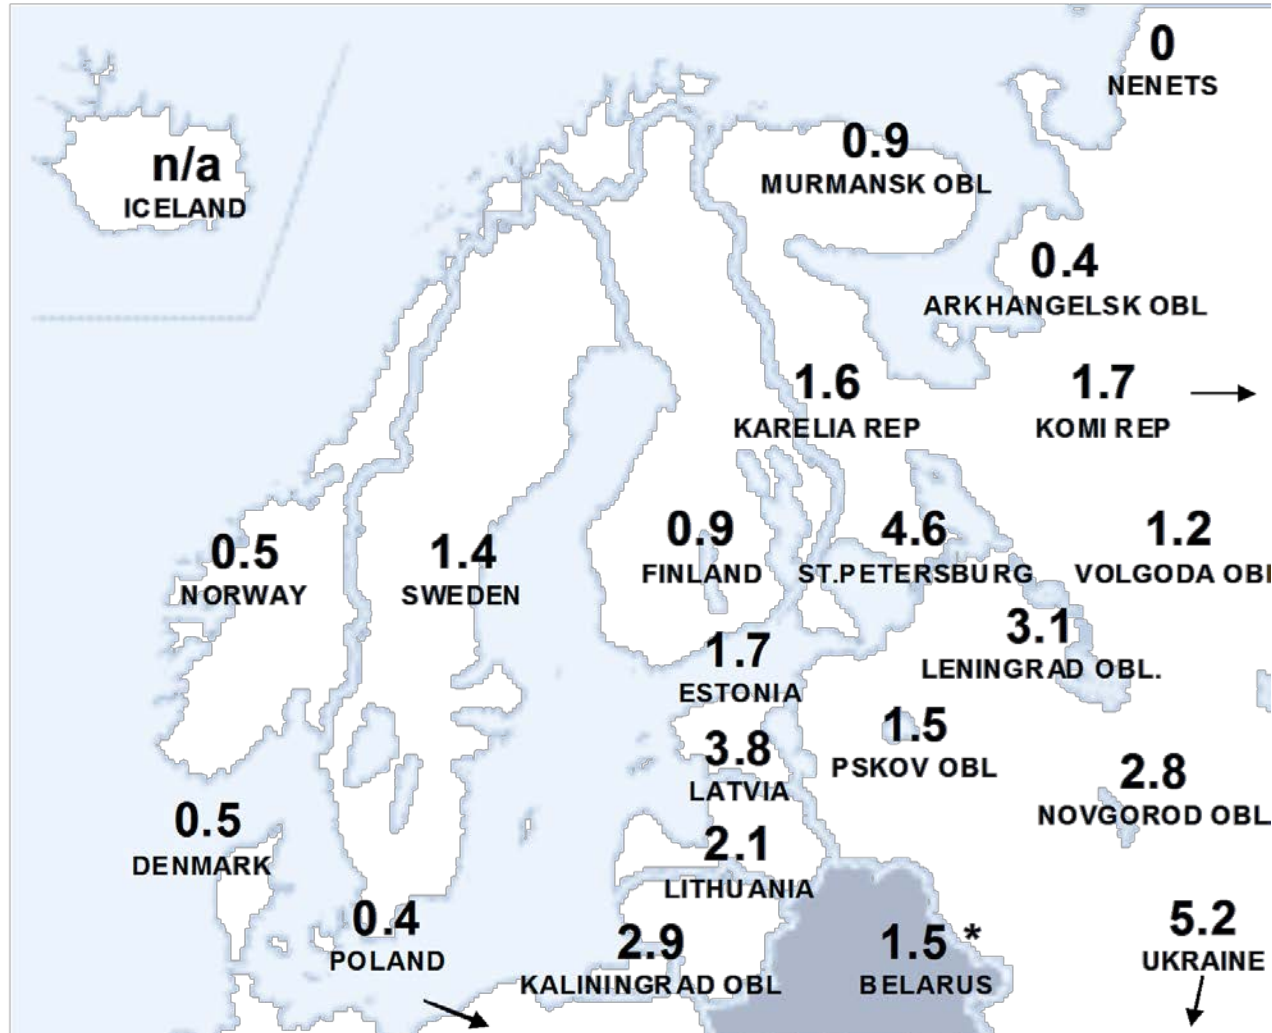 0
NENETS
n/a
ICELAND
0.9
MURMANSK OBL
0.4
ARKHANGELSK OBL
1.6
KARELIA REP
1.7
KOMI REP
0.5
NORWAY
1.4
SWEDEN
0.9
FINLAND
4.6
ST.PETERSBURG
1.2
VOLGODA OBL
3.1
LENINGRAD OBL.
1.7
ESTONIA
1.5
PSKOV OBL
3.8
LATVIA
2.8
NOVGOROD OBL.
0.5
DENMARK
2.1
LITHUANIA
0.4
POLAND
2.9
KALININGRAD OBL
1.5 *
BELARUS
5.2
UKRAINE